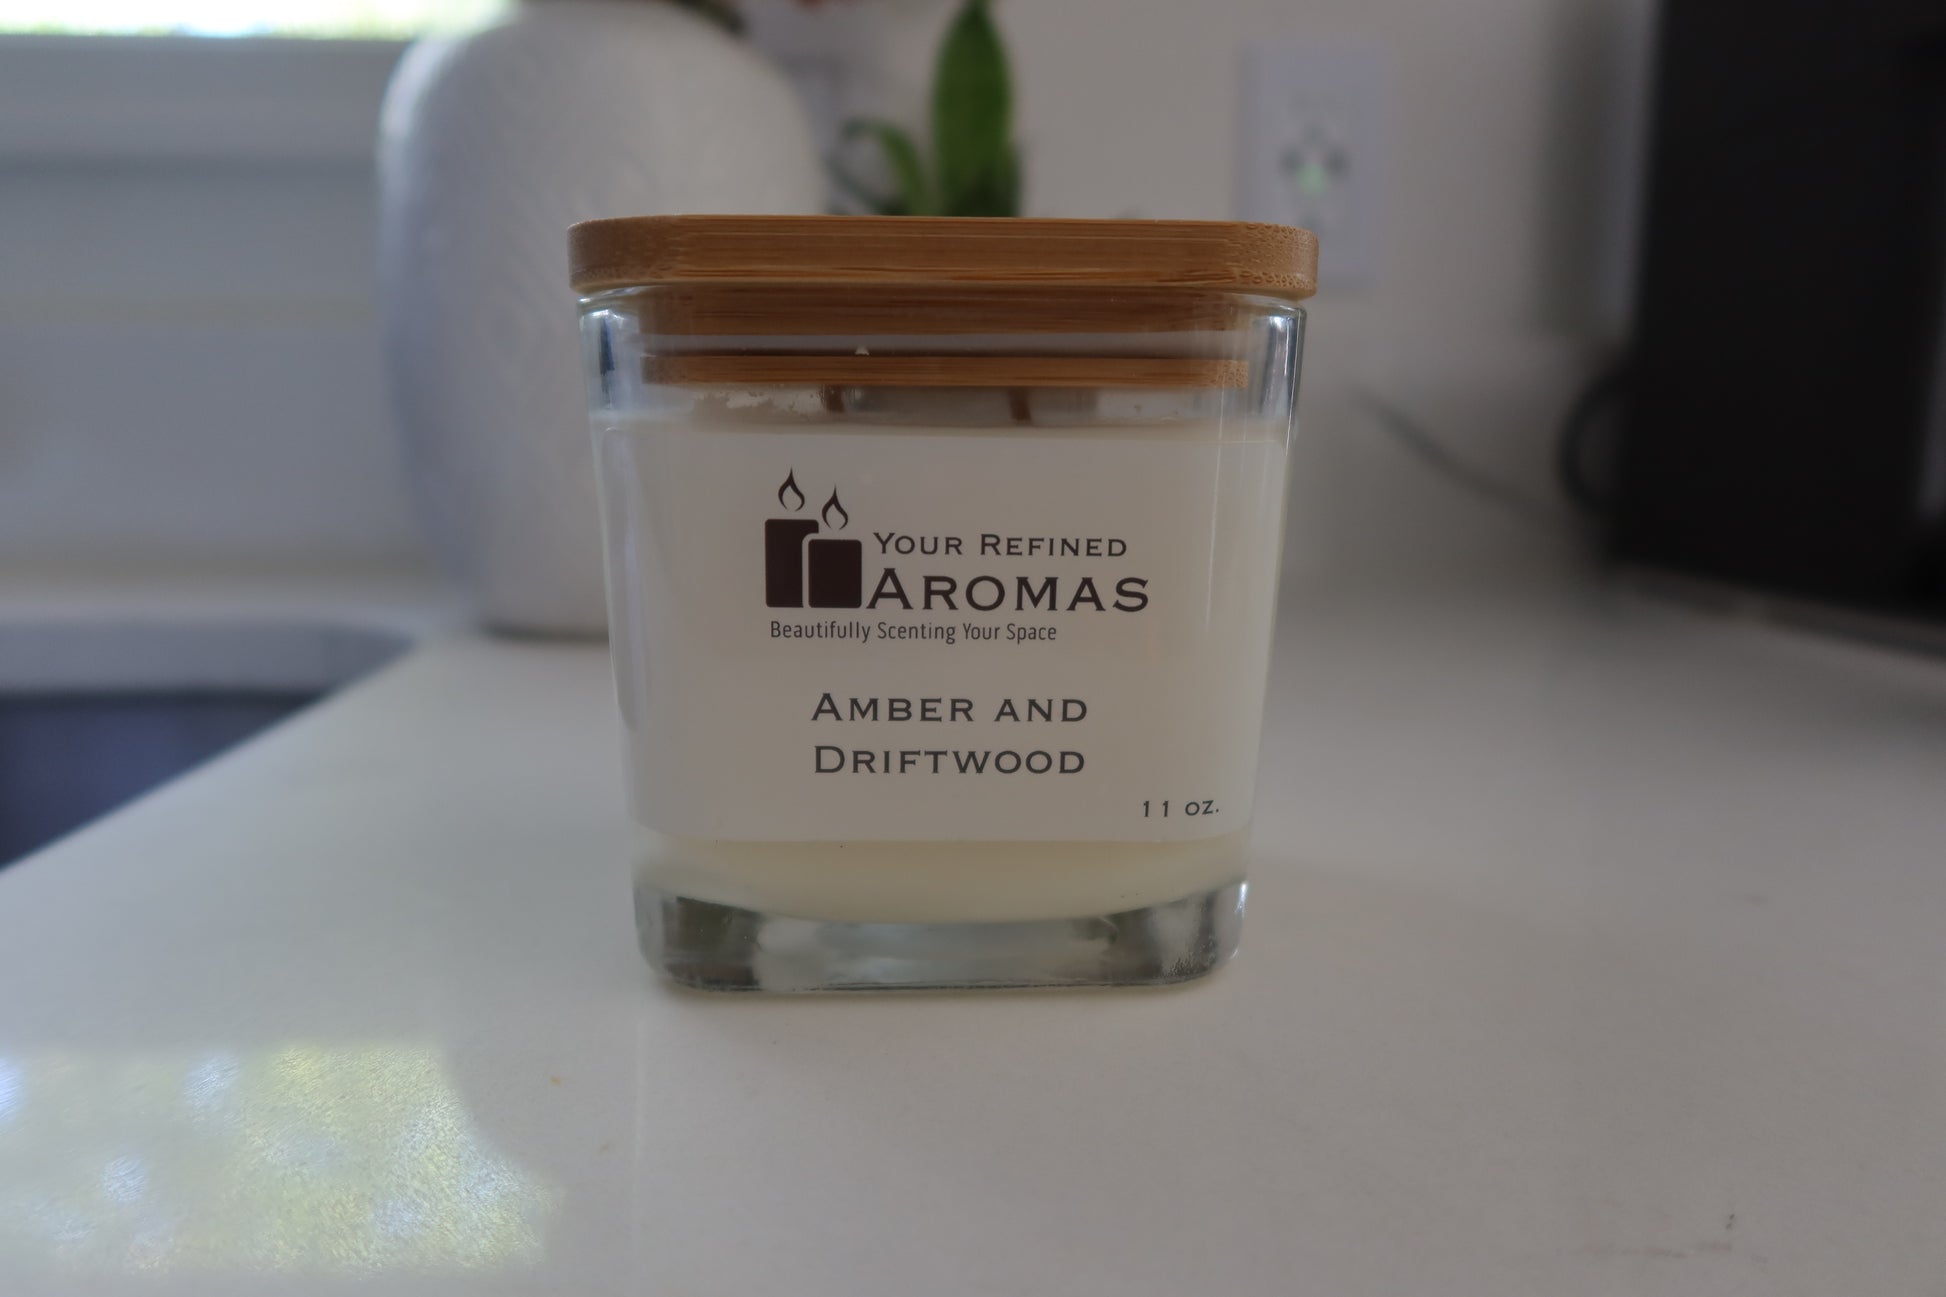 Your Refined
Aromas
Beautifully Scenting Your Space
Amber and
Driftwood
11 oz.